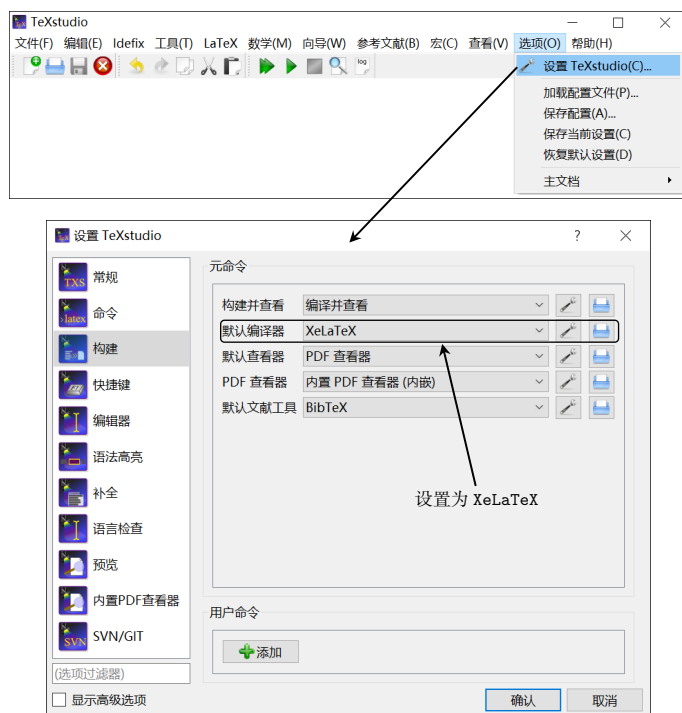 TeXstudio
文件(F) 编辑(E) Idefix 工具(T) LaTeX 数学(M) 向导(W) 参考文献(B) 宏(C) 查看(V) 选项(O) 帮助(H)
log
设置 TeXstudio(C)...
加载配置文件(P)...
保存配置(A)...
保存当前设置(C)
恢复默认设置(D)
主文档
设置 TeXstudio
?
TXS 常规
>latex 命令
构建
快捷键
编辑器
语法高亮
补全
语言检查
预览
内置PDF查看器
SVN SVN/GIT
(选项过滤器)
显示高级选项
元命令
构建并查看 编译并查看
默认编译器 XeLaTeX
默认查看器 PDF 查看器
PDF 查看器 内置 PDF 查看器 (内嵌)
默认文献工具 BibTeX
设置为 XeLaTeX
用户命令
添加
确认 取消